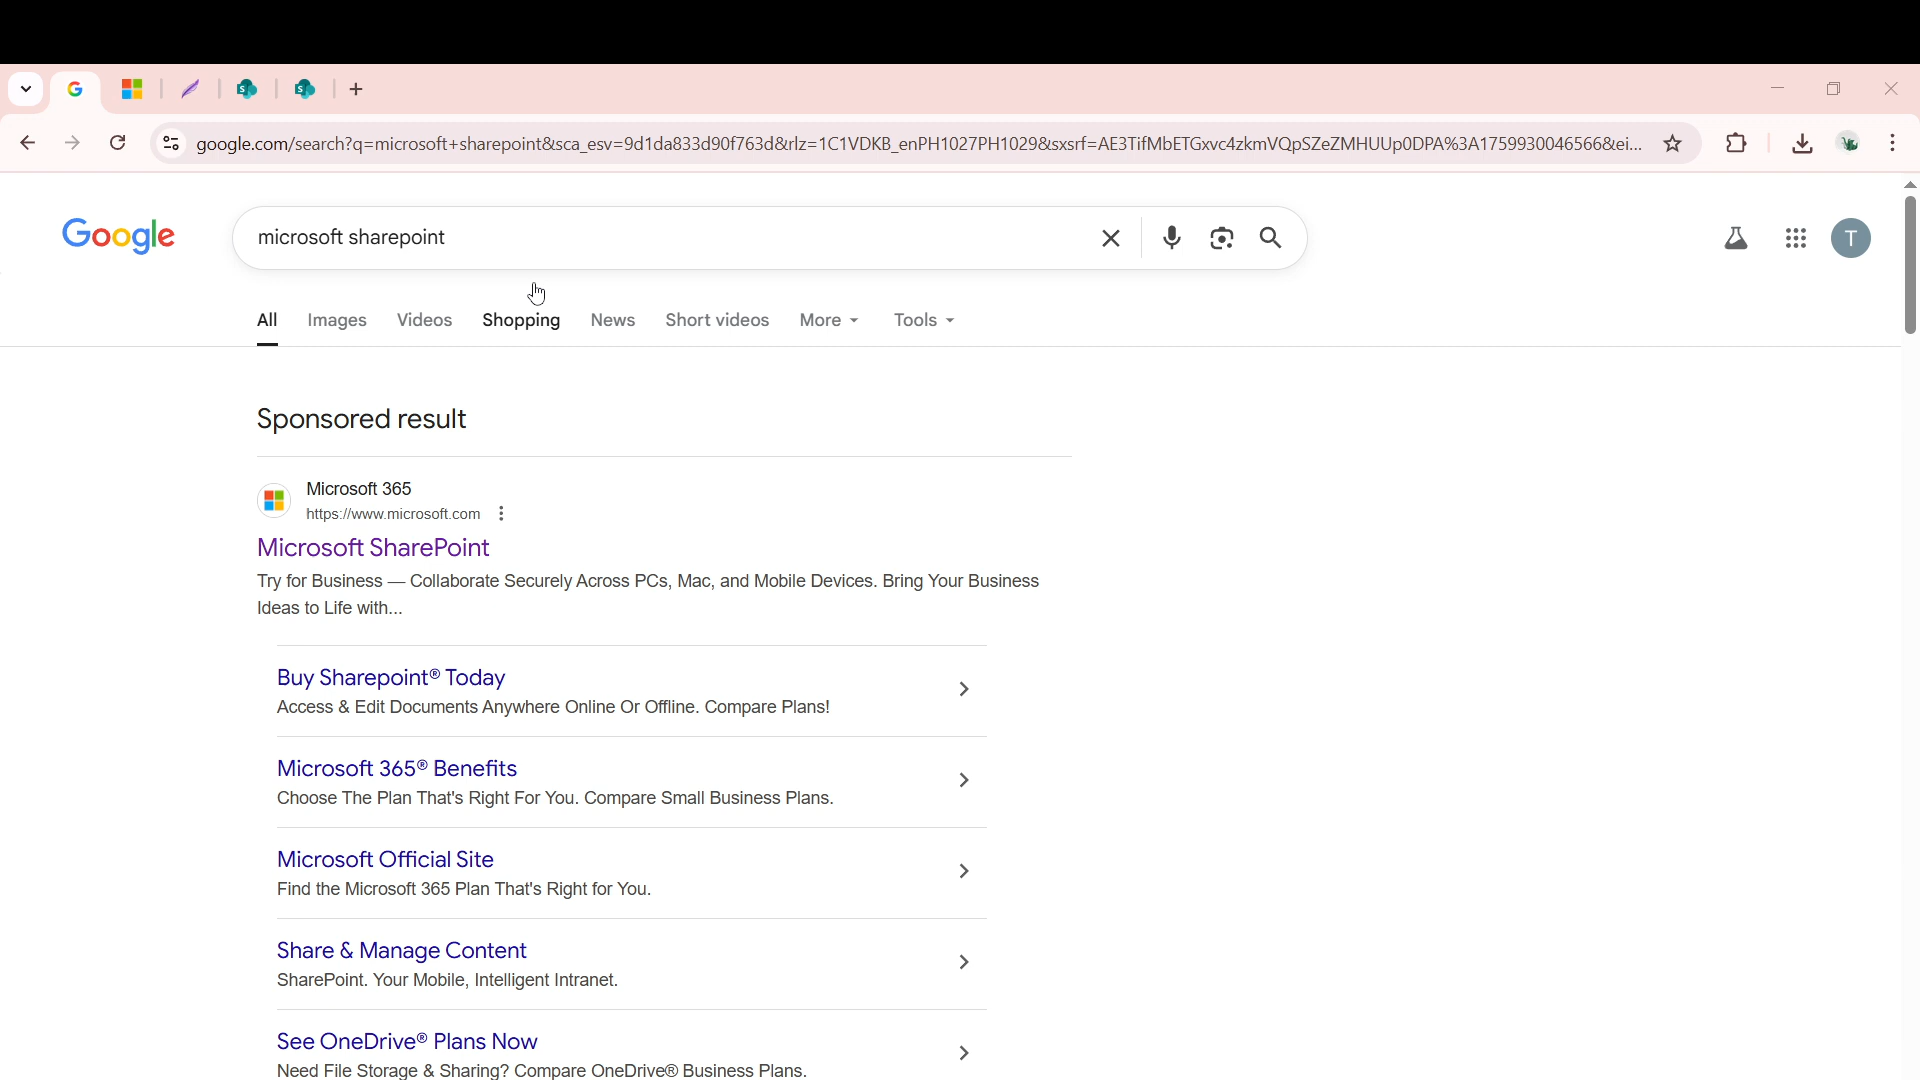 google.com/search?q=microsoft+sharepoint&sca_esv=9d1da833d90f763d&rlz=1C1VDKB_enPH1027PH1029&sxsrf=AE3TifMbETGxvc4zkmVQpSZeZMHUUp0DPA%3A1759930046566&ei...
Google
microsoft sharepoint
T
All Images Videos Shopping News Short videos More Tools
Sponsored result
Microsoft 365
https://www.microsoft.com
Microsoft SharePoint
Try for Business — Collaborate Securely Across PCs, Mac, and Mobile Devices. Bring Your Business
Ideas to Life with...
Buy Sharepoint® Today
Access & Edit Documents Anywhere Online Or Offline. Compare Plans!
Microsoft 365® Benefits
Choose The Plan That's Right For You. Compare Small Business Plans.
Microsoft Official Site
Find the Microsoft 365 Plan That's Right for You.
Share & Manage Content
SharePoint. Your Mobile, Intelligent Intranet.
See OneDrive® Plans Now
Need File Storage & Sharing? Compare OneDrive® Business Plans.